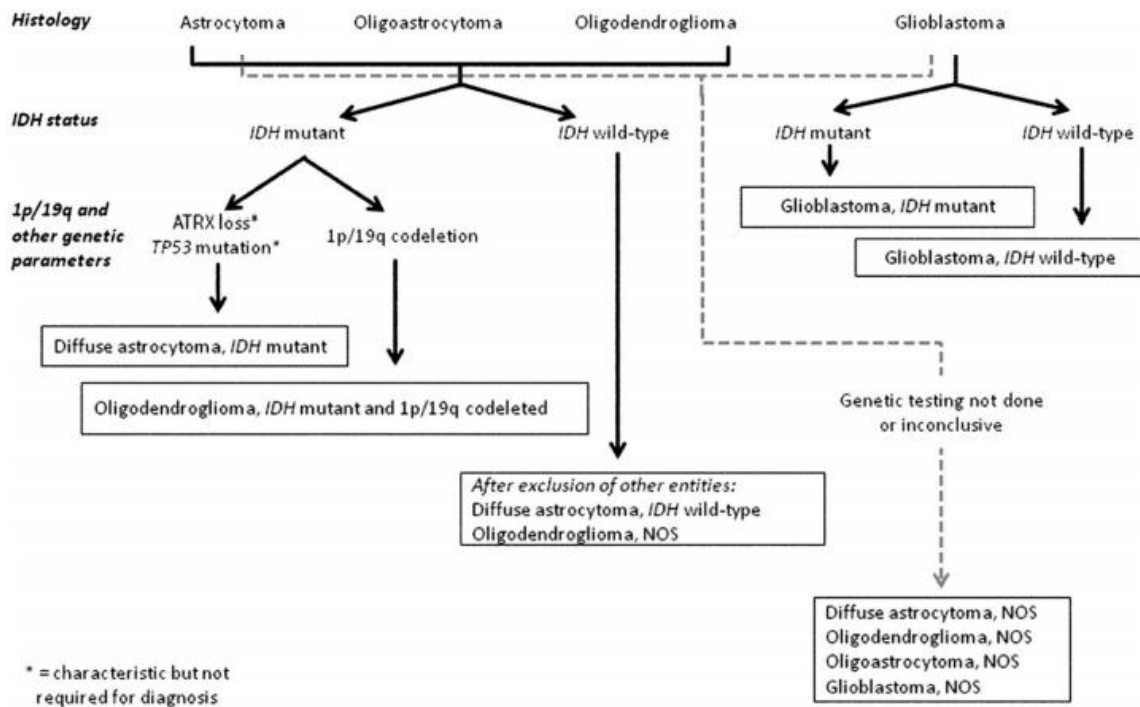 Histology
Astrocytoma
Oligoastrocytoma
Oligodendroglioma
Glioblastoma
IDH status
IDH mutant
IDH wild-type
IDH mutant
IDH wild-type
1p/19q and
other genetic
parameters
ATRX loss*
TP53 mutation*
1p/19q codeletion
Glioblastoma, IDH mutant
Glioblastoma, IDH wild-type
Diffuse astrocytoma, IDH mutant
Oligodendroglioma, IDH mutant and 1p/19q codeleted
Genetic testing not done
or inconclusive
After exclusion of other entities:
Diffuse astrocytoma, IDH wild-type
Oligodendroglioma, NOS
Diffuse astrocytoma, NOS
Oligodendroglioma, NOS
Oligoastrocytoma, NOS
Glioblastoma, NOS
* = characteristic but not
required for diagnosis